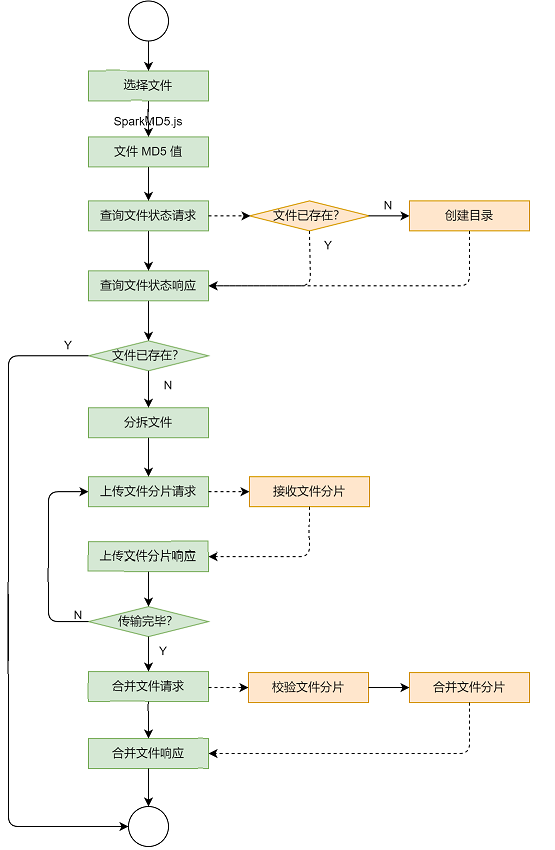 选择文件
SparkMD5.js
文件 MD5 值
查询文件状态请求
文件已存在?
N
创建目录
Y
查询文件状态响应
Y
文件已存在?
N
分拆文件
上传文件分片请求
接收文件分片
上传文件分片响应
N
传输完毕?
Y
合并文件请求
校验文件分片
合并文件分片
合并文件响应